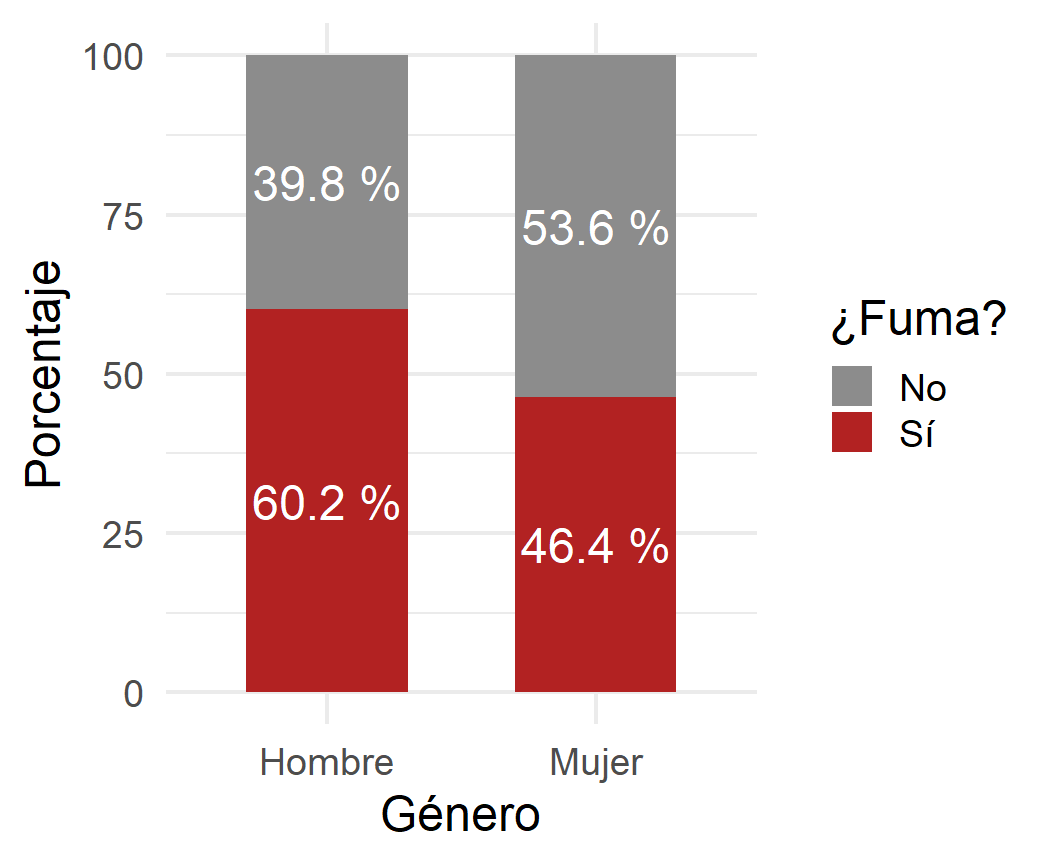 100
75
50
25
0
Porcentaje
39.8 %
60.2 %
53.6 %
46.4 %
Hombre
Mujer
Género
¿Fuma?
No
Sí